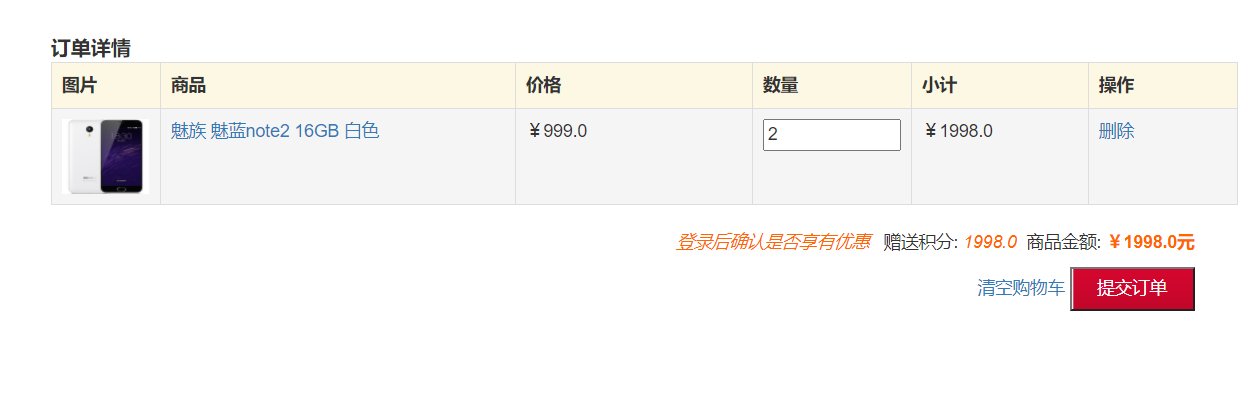 订单详情
图片 商品 价格 数量 小计 操作
魅族 魅蓝note2 16GB 白色 ￥999.0 2 ￥1998.0 删除
登录后确认是否享有优惠 赠送积分: 1998.0 商品金额: ￥1998.0元
清空购物车 提交订单